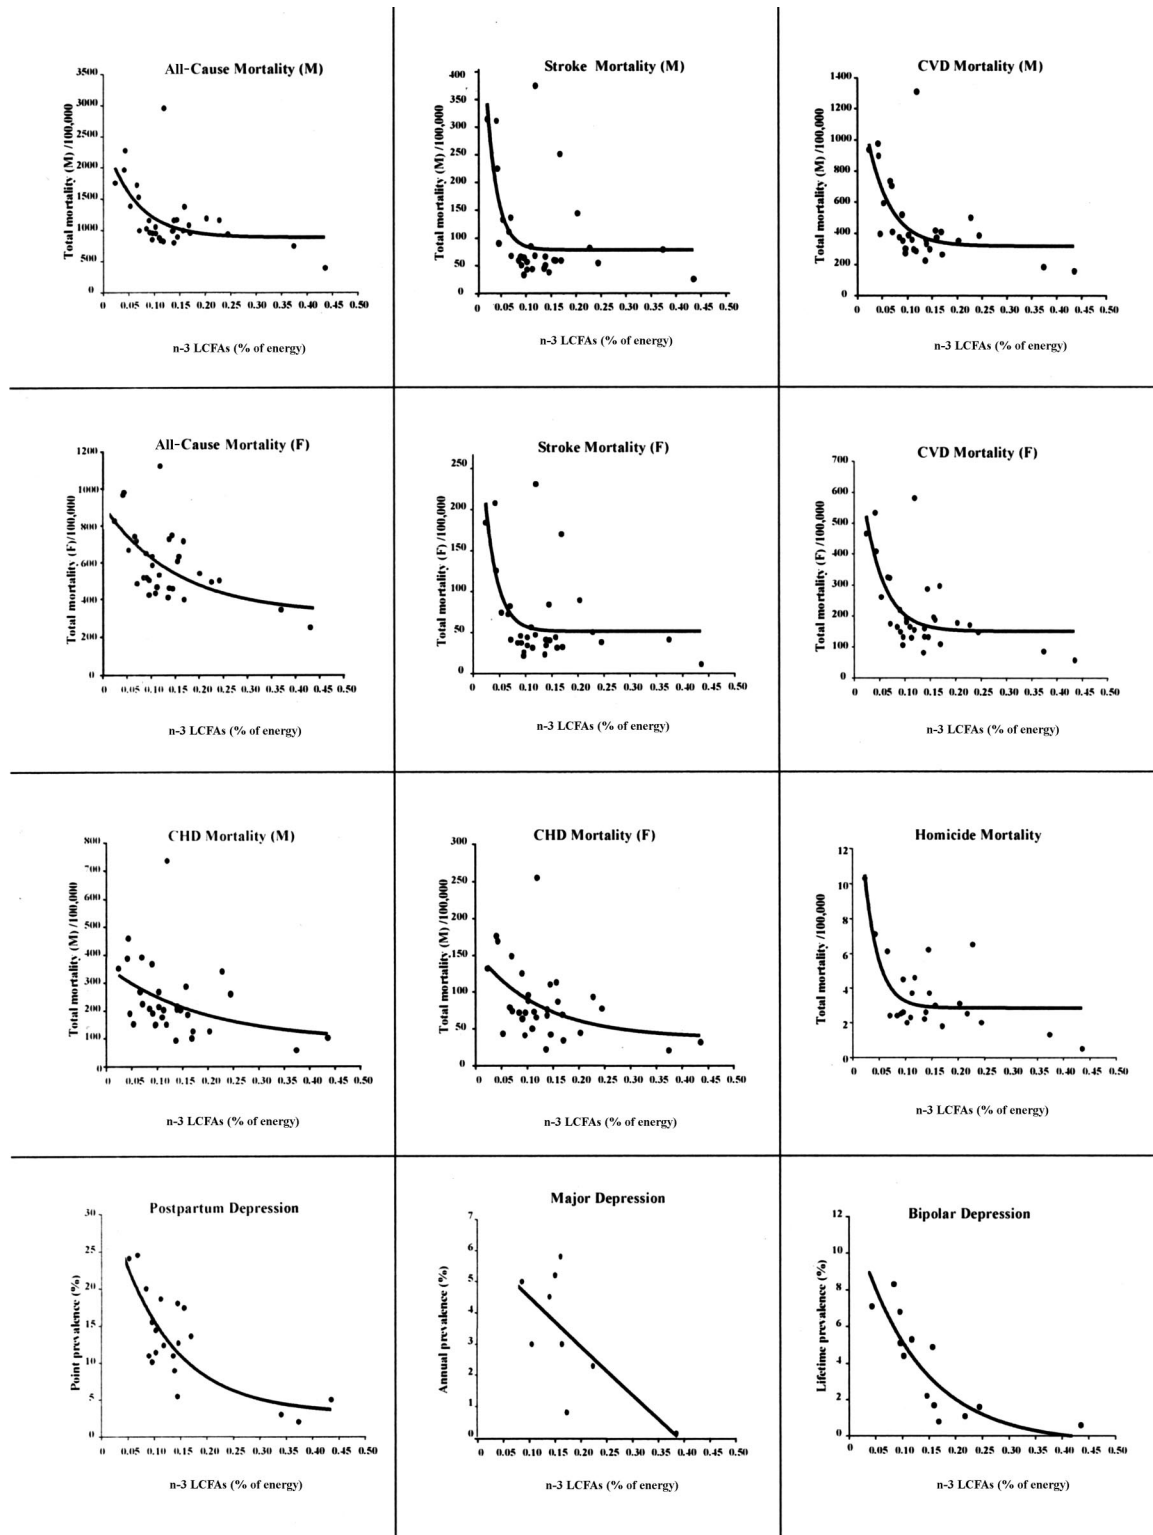 All-Cause Mortality (M)
Total mortality (M) /100,000
3500
3000
2500
2000
1500
1000
500
0
0 0.05 0.10 0.15 0.20 0.25 0.30 0.35 0.40 0.45 0.50
n-3 LCFAs (% of energy)
Stroke Mortality (M)
Total mortality (M) /100,000
400
350
300
250
200
150
100
50
0
0 0.05 0.10 0.15 0.20 0.25 0.30 0.35 0.40 0.45 0.50
n-3 LCFAs (% of energy)
CVD Mortality (M)
Total mortality (M) /100,000
1400
1200
1000
800
600
400
200
0
0 0.05 0.10 0.15 0.20 0.25 0.30 0.35 0.40 0.45 0.50
n-3 LCFAs (% of energy)
All-Cause Mortality (F)
Total mortality (F)/100,000
1200
1000
800
600
400
200
0
0 0.05 0.10 0.15 0.20 0.25 0.30 0.35 0.40 0.45 0.50
n-3 LCFAs (% of energy)
Stroke Mortality (F)
Total mortality (F) /100,000
250
200
150
100
50
0
0 0.05 0.10 0.15 0.20 0.25 0.30 0.35 0.40 0.45 0.50
n-3 LCFAs (% of energy)
CVD Mortality (F)
Total mortality (F) /100,000
700
600
500
400
300
200
100
0
0 0.05 0.10 0.15 0.20 0.25 0.30 0.35 0.40 0.45 0.50
n-3 LCFAs (% of energy)
CHD Mortality (M)
Total mortality (M) /100,000
800
700
600
500
400
300
200
100
0
0 0.05 0.10 0.15 0.20 0.25 0.30 0.35 0.40 0.45 0.50
n-3 LCFAs (% of energy)
CHD Mortality (F)
Total mortality (M) /100,000
300
250
200
150
100
50
0
0 0.05 0.10 0.15 0.20 0.25 0.30 0.35 0.40 0.45 0.50
n-3 LCFAs (% of energy)
Homicide Mortality
Total mortality /100,000
12
10
8
6
4
2
0
0 0.05 0.10 0.15 0.20 0.25 0.30 0.35 0.40 0.45 0.50
n-3 LCFAs (% of energy)
Postpartum Depression
Point prevalence (%)
30
25
20
15
10
5
0
0 0.05 0.10 0.15 0.20 0.25 0.30 0.35 0.40 0.45 0.50
n-3 LCFAs (% of energy)
Major Depression
Annual prevalence (%)
7
6
5
4
3
2
1
0
0 0.05 0.10 0.15 0.20 0.25 0.30 0.35 0.40 0.45 0.50
n-3 LCFAs (% of energy)
Bipolar Depression
Lifetime prevalence (%)
12
10
8
6
4
2
0
0 0.05 0.10 0.15 0.20 0.25 0.30 0.35 0.40 0.45 0.50
n-3 LCFAs (% of energy)